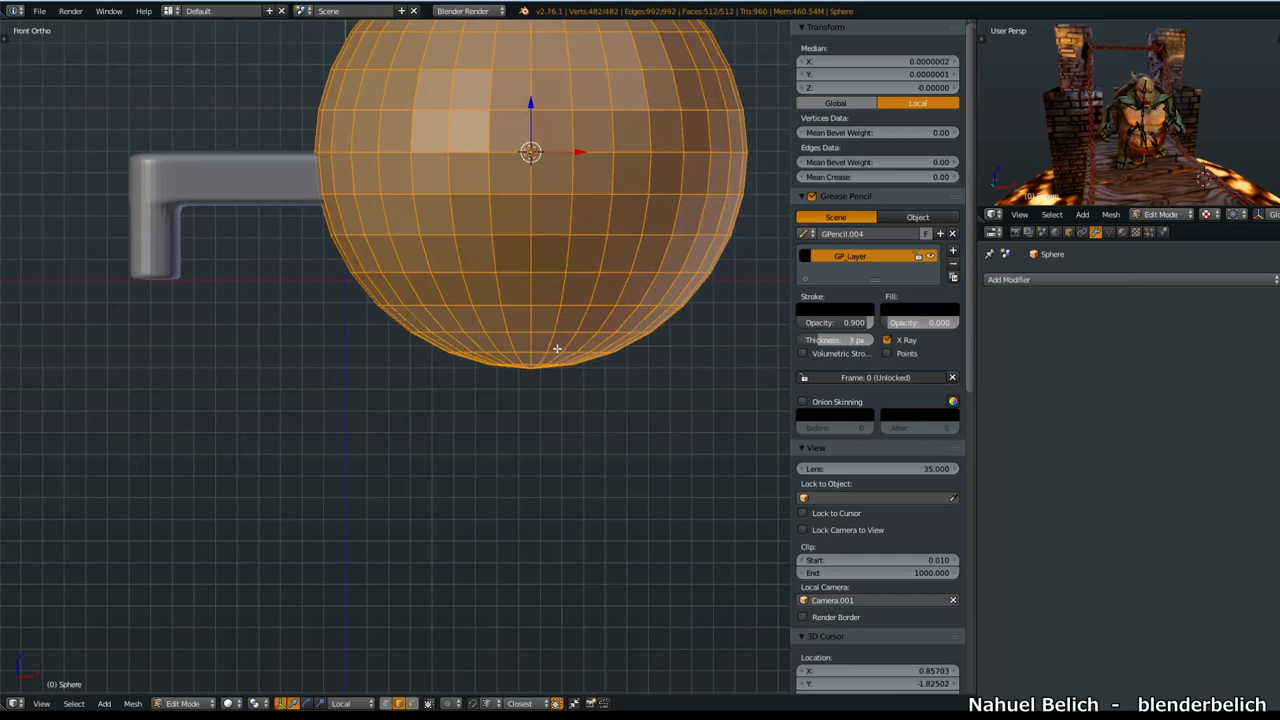 File Render Window Help Default Scene Blender Render v2.76.1 | Verts:482/482 | Edges:992/992 | Faces:512/512 | Tris:960 | Mem:460.54M | Sphere
Front Ortho
Transform
User Persp
Median:
X: 0.0000002
Y: 0.0000001
Z: -0.00000
Global Local
Vertices Data:
Mean Bevel Weight: 0.00
Edges Data:
Mean Bevel Weight: 0.00
Mean Crease: 0.00
Grease Pencil
View Select Add Mesh Edit Mode
Scene Object
GPencil.004 F
Sphere
GP_Layer
Add Modifier
Stroke: Fill:
Opacity: 0.900 Opacity: 0.000
Thickness: 3 px X Ray
Volumetric Stro... Points
Frame: 0 (Unlocked)
Onion Skinning
Before: 0 After: 0
View
Lens: 35.000
Lock to Object:
Lock to Cursor
Lock Camera to View
Clip:
Start: 0.010
End: 1000.000
Local Camera:
Camera.001
Render Border
3D Cursor
Location:
X: 0.85703
Y: -1.82502
(0) Sphere
View Select Add Mesh Edit Mode Local Closest
Nahuel Belich - blenderbelich